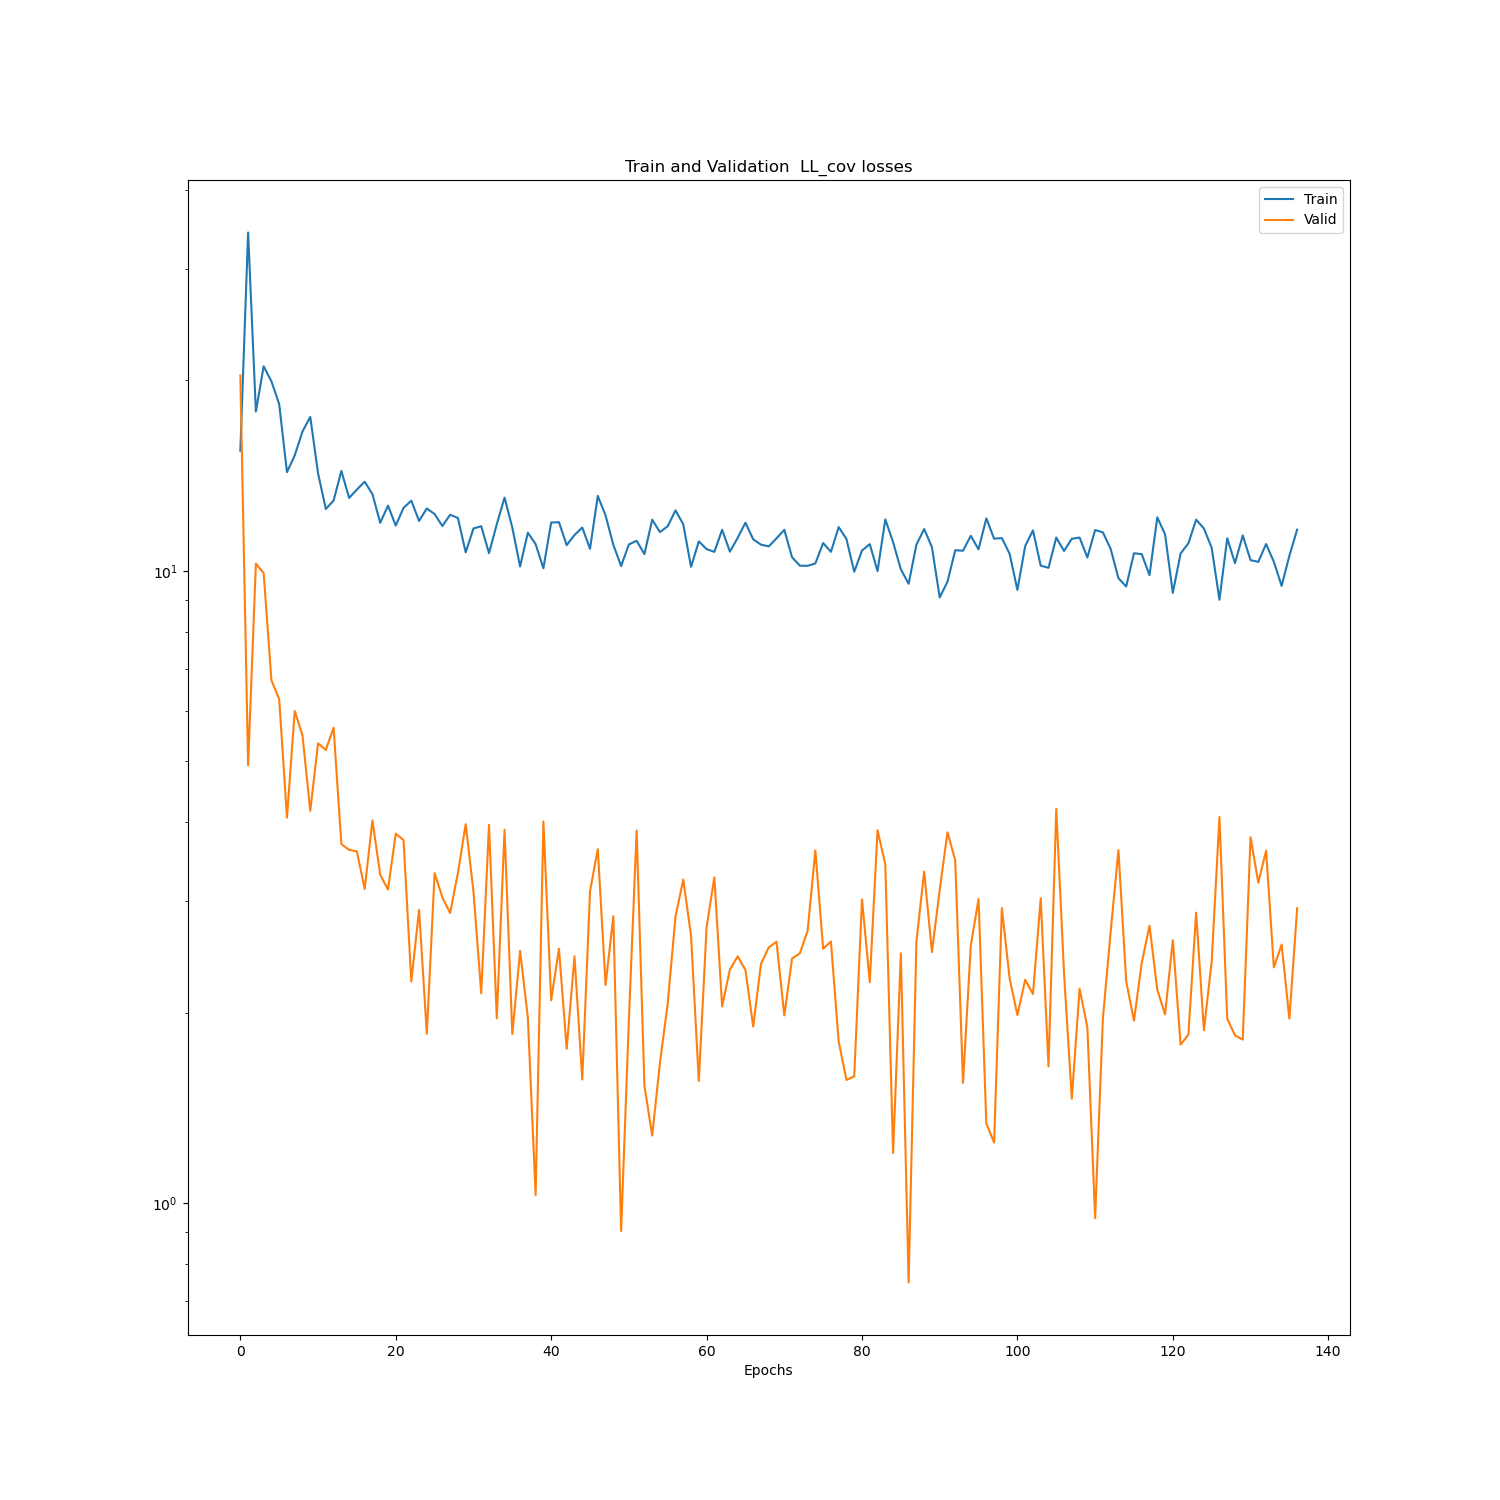 Train and Validation  LL_cov losses
Train
Valid
10¹
10⁰
0 20 40 60 80 100 120 140
Epochs